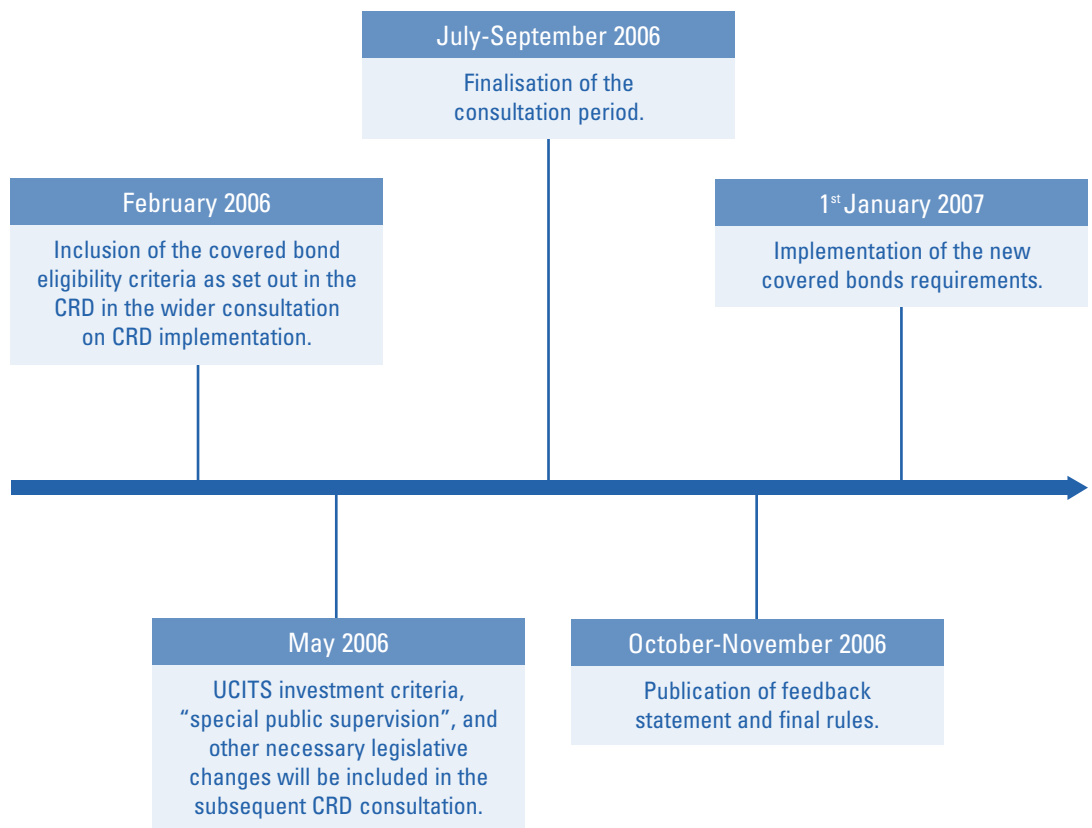 July-September 2006
Finalisation of the
consultation period.
February 2006
Inclusion of the covered bond
eligibility criteria as set out in the
CRD in the wider consultation
on CRD implementation.
1st January 2007
Implementation of the new
covered bonds requirements.
May 2006
UCITS investment criteria,
“special public supervision”, and
other necessary legislative
changes will be included in the
subsequent CRD consultation.
October-November 2006
Publication of feedback
statement and final rules.